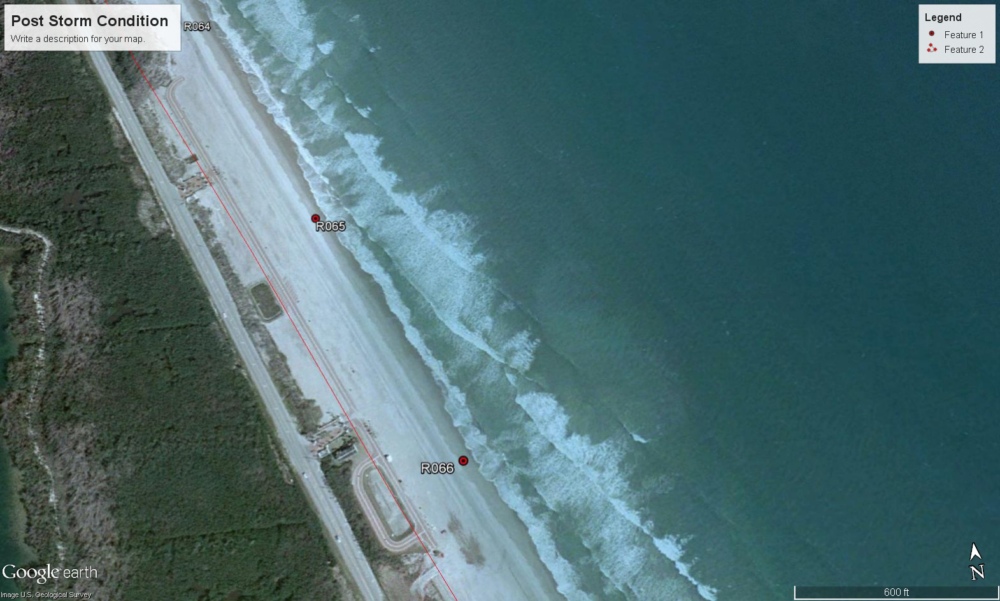 Post Storm Condition
Write a description for your map.
R064
Legend
Feature 1
Feature 2
R065
R066
Google earth
Image U.S. Geological Survey
N
600 ft